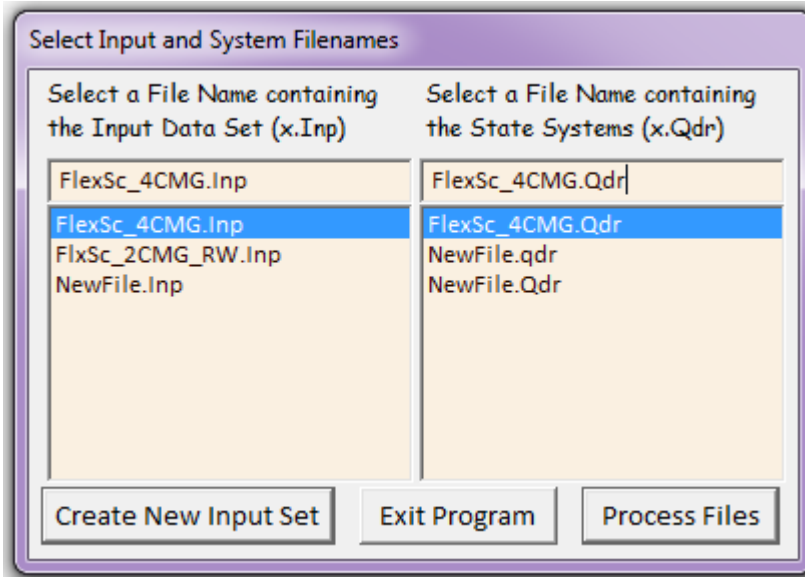 Select Input and System Filenames
Select a File Name containing
the Input Data Set (x.Inp)
Select a File Name containing
the State Systems (x.Qdr)
FlexSc_4CMG.Inp
FlexSc_4CMG.Inp
FlxSc_2CMG_RW.Inp
NewFile.Inp
FlexSc_4CMG.Qdr
FlexSc_4CMG.Qdr
NewFile.qdr
NewFile.Qdr
Create New Input Set
Exit Program
Process Files